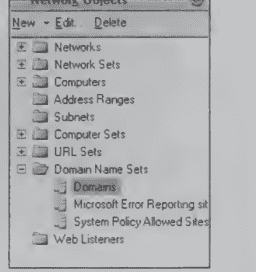 Network Objects
New Edit.. Delete
Networks
Network Sets
Computers
Address Ranges
Subnets
Computer Sets
URL Sets
Domain Name Sets
Domains
Microsoft Error Reporting sit
System Policy Allowed Sites
Web Listeners